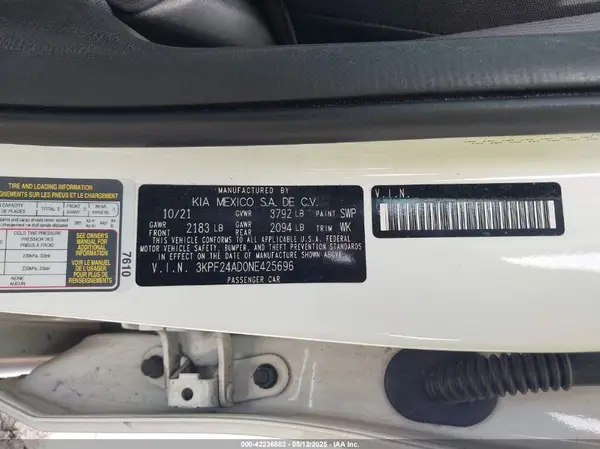 TIRE AND LOADING INFORMATION
SEE OWNER'S
MANUAL FOR
ADDITIONAL
INFORMATION
VOIR LE MANUEL
DE L'USAGER
POUR PLUS DE
RENSEIGNEMENTS
COLD TIRE PRESSURE
7610
MANUFACTURED BY
KIA MEXICO S.A. DE C.V.
10/21 GVWR 3792 LB PAINT SWP
GAWR FRONT 2183 LB GAWR REAR 2094 LB TRIM WK
THIS VEHICLE CONFORMS TO ALL APPLICABLE U.S.A. FEDERAL
MOTOR VEHICLE SAFETY, BUMPER, AND THEFT PREVENTION
STANDARDS IN EFFECT ON THE DATE OF MANUFACTURE SHOWN ABOVE.
V.I.N. 3KPF24AD0NE425696
PASSENGER CAR
V.I.N.
000-42236882 - 05/12/2025 - IAA Inc.